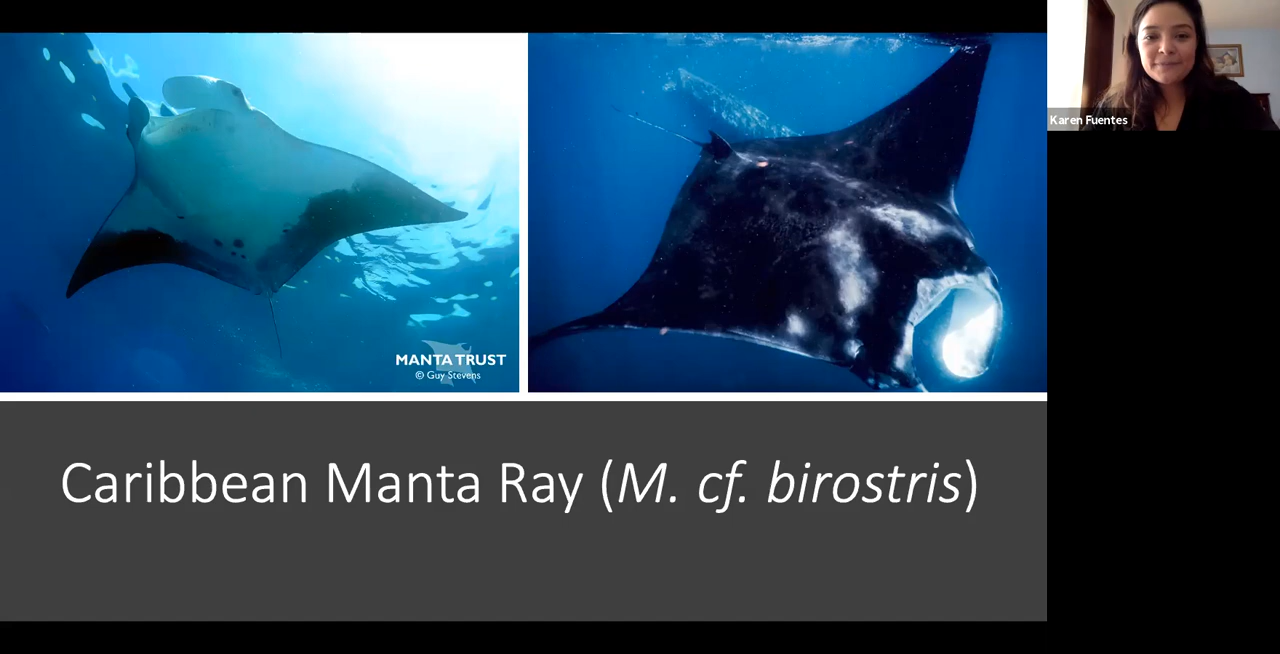 Karen Fuentes
MANTA TRUST
© Guy Stevens
Caribbean Manta Ray (M. cf. birostris)